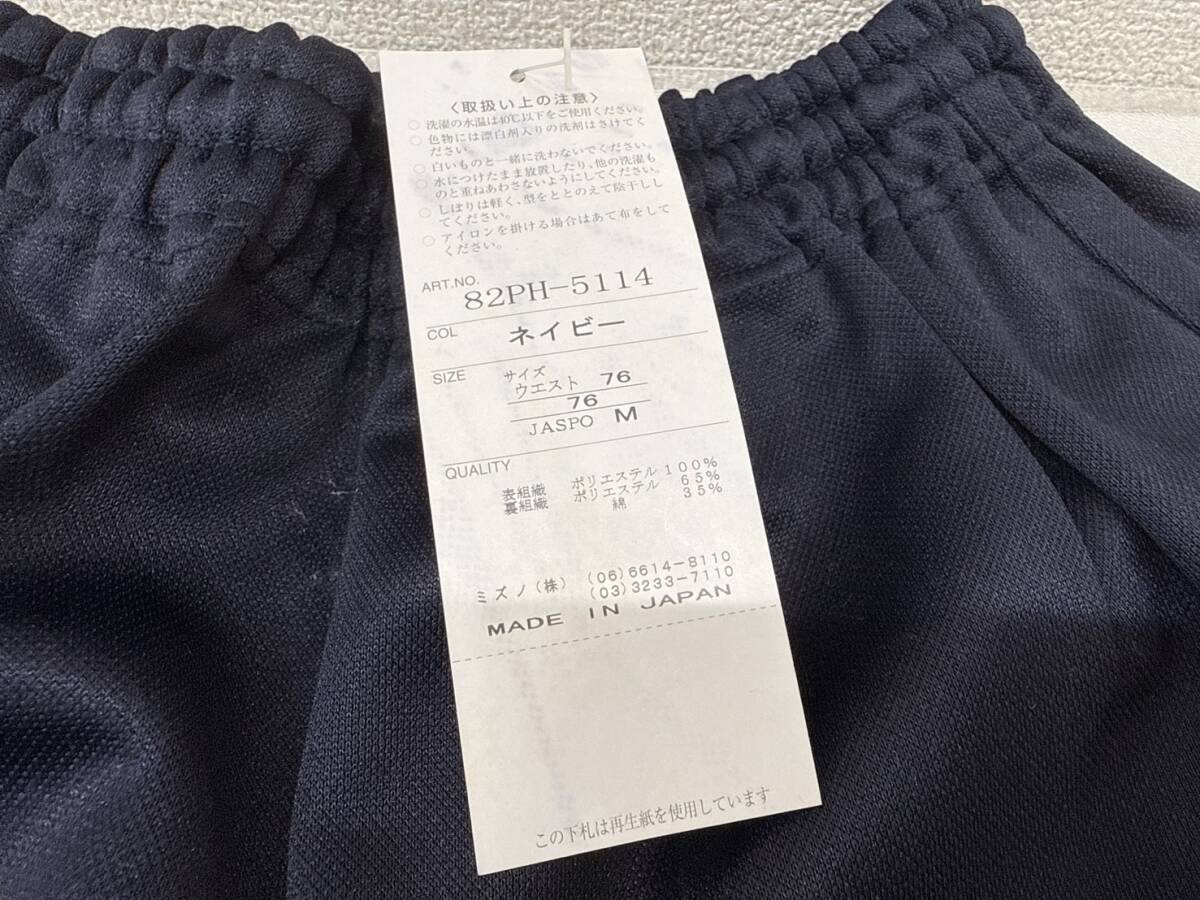 〈取扱い上の注意〉
○ 洗濯の水温は40℃以下をご使用ください。
○ 色物には漂白剤入りの洗剤はさけてく
ださい。
○ 白いものと一緒に洗わないでください。
○ 水につけたまま放置したり、他の洗濯も
のと重ねあわさないようにしてください。
○ しぼりは軽く、型をととのえて陰干しし
てください。
○ アイロンを掛ける場合はあて布をして
ください。
ART.NO. 82PH-5114
COL ネイビー
SIZE サイズ
ウエスト 76
76
JASPO M
QUALITY
表組織 ポリエステル 100%
裏組織 ポリエステル 65%
綿 35%
ミズノ(株) (06)6614-8110
(03)3233-7110
MADE IN JAPAN
この下札は再生紙を使用しています